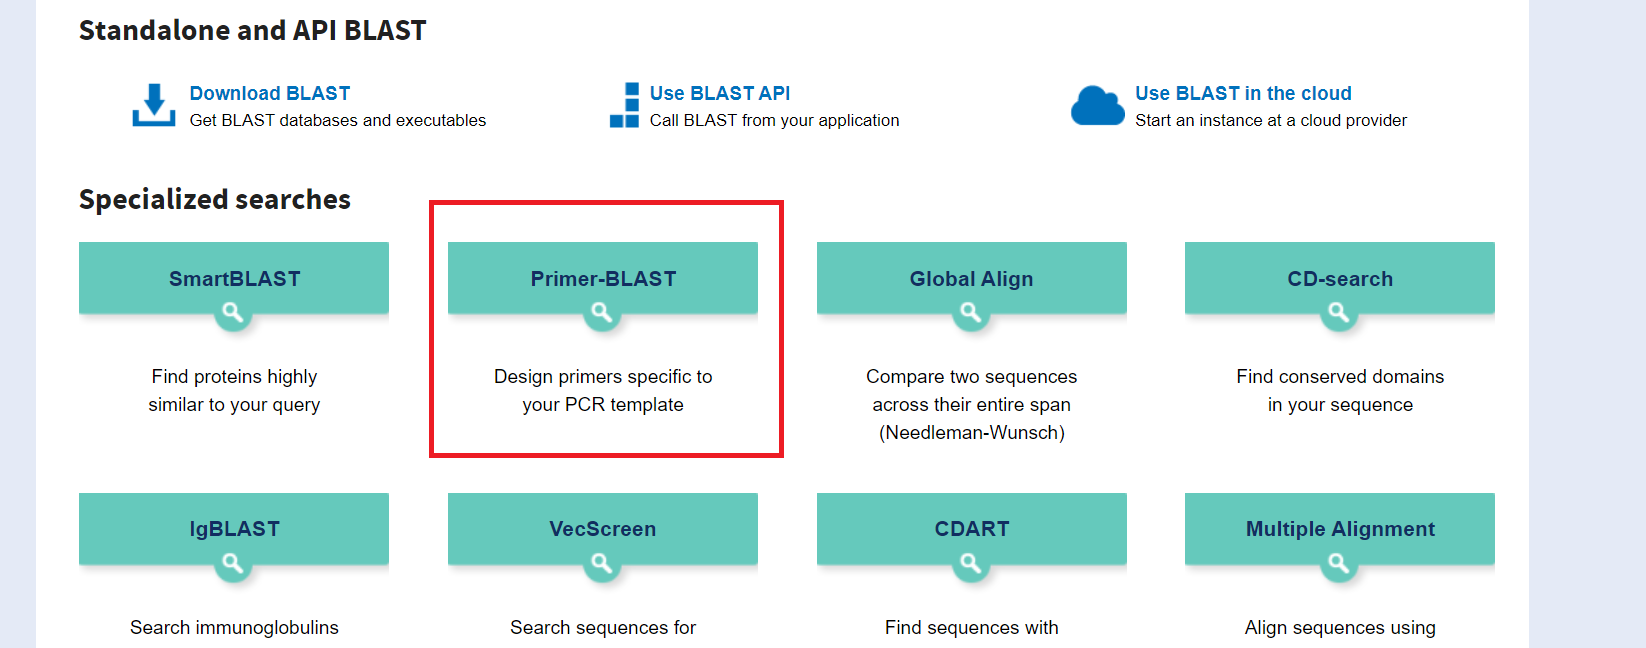 Standalone and API BLAST
Download BLAST
Get BLAST databases and executables
Use BLAST API
Call BLAST from your application
Use BLAST in the cloud
Start an instance at a cloud provider
Specialized searches
SmartBLAST
Find proteins highly
similar to your query
Primer-BLAST
Design primers specific to
your PCR template
Global Align
Compare two sequences
across their entire span
(Needleman-Wunsch)
CD-search
Find conserved domains
in your sequence
IgBLAST
Search immunoglobulins
VecScreen
Search sequences for
CDART
Find sequences with
Multiple Alignment
Align sequences using